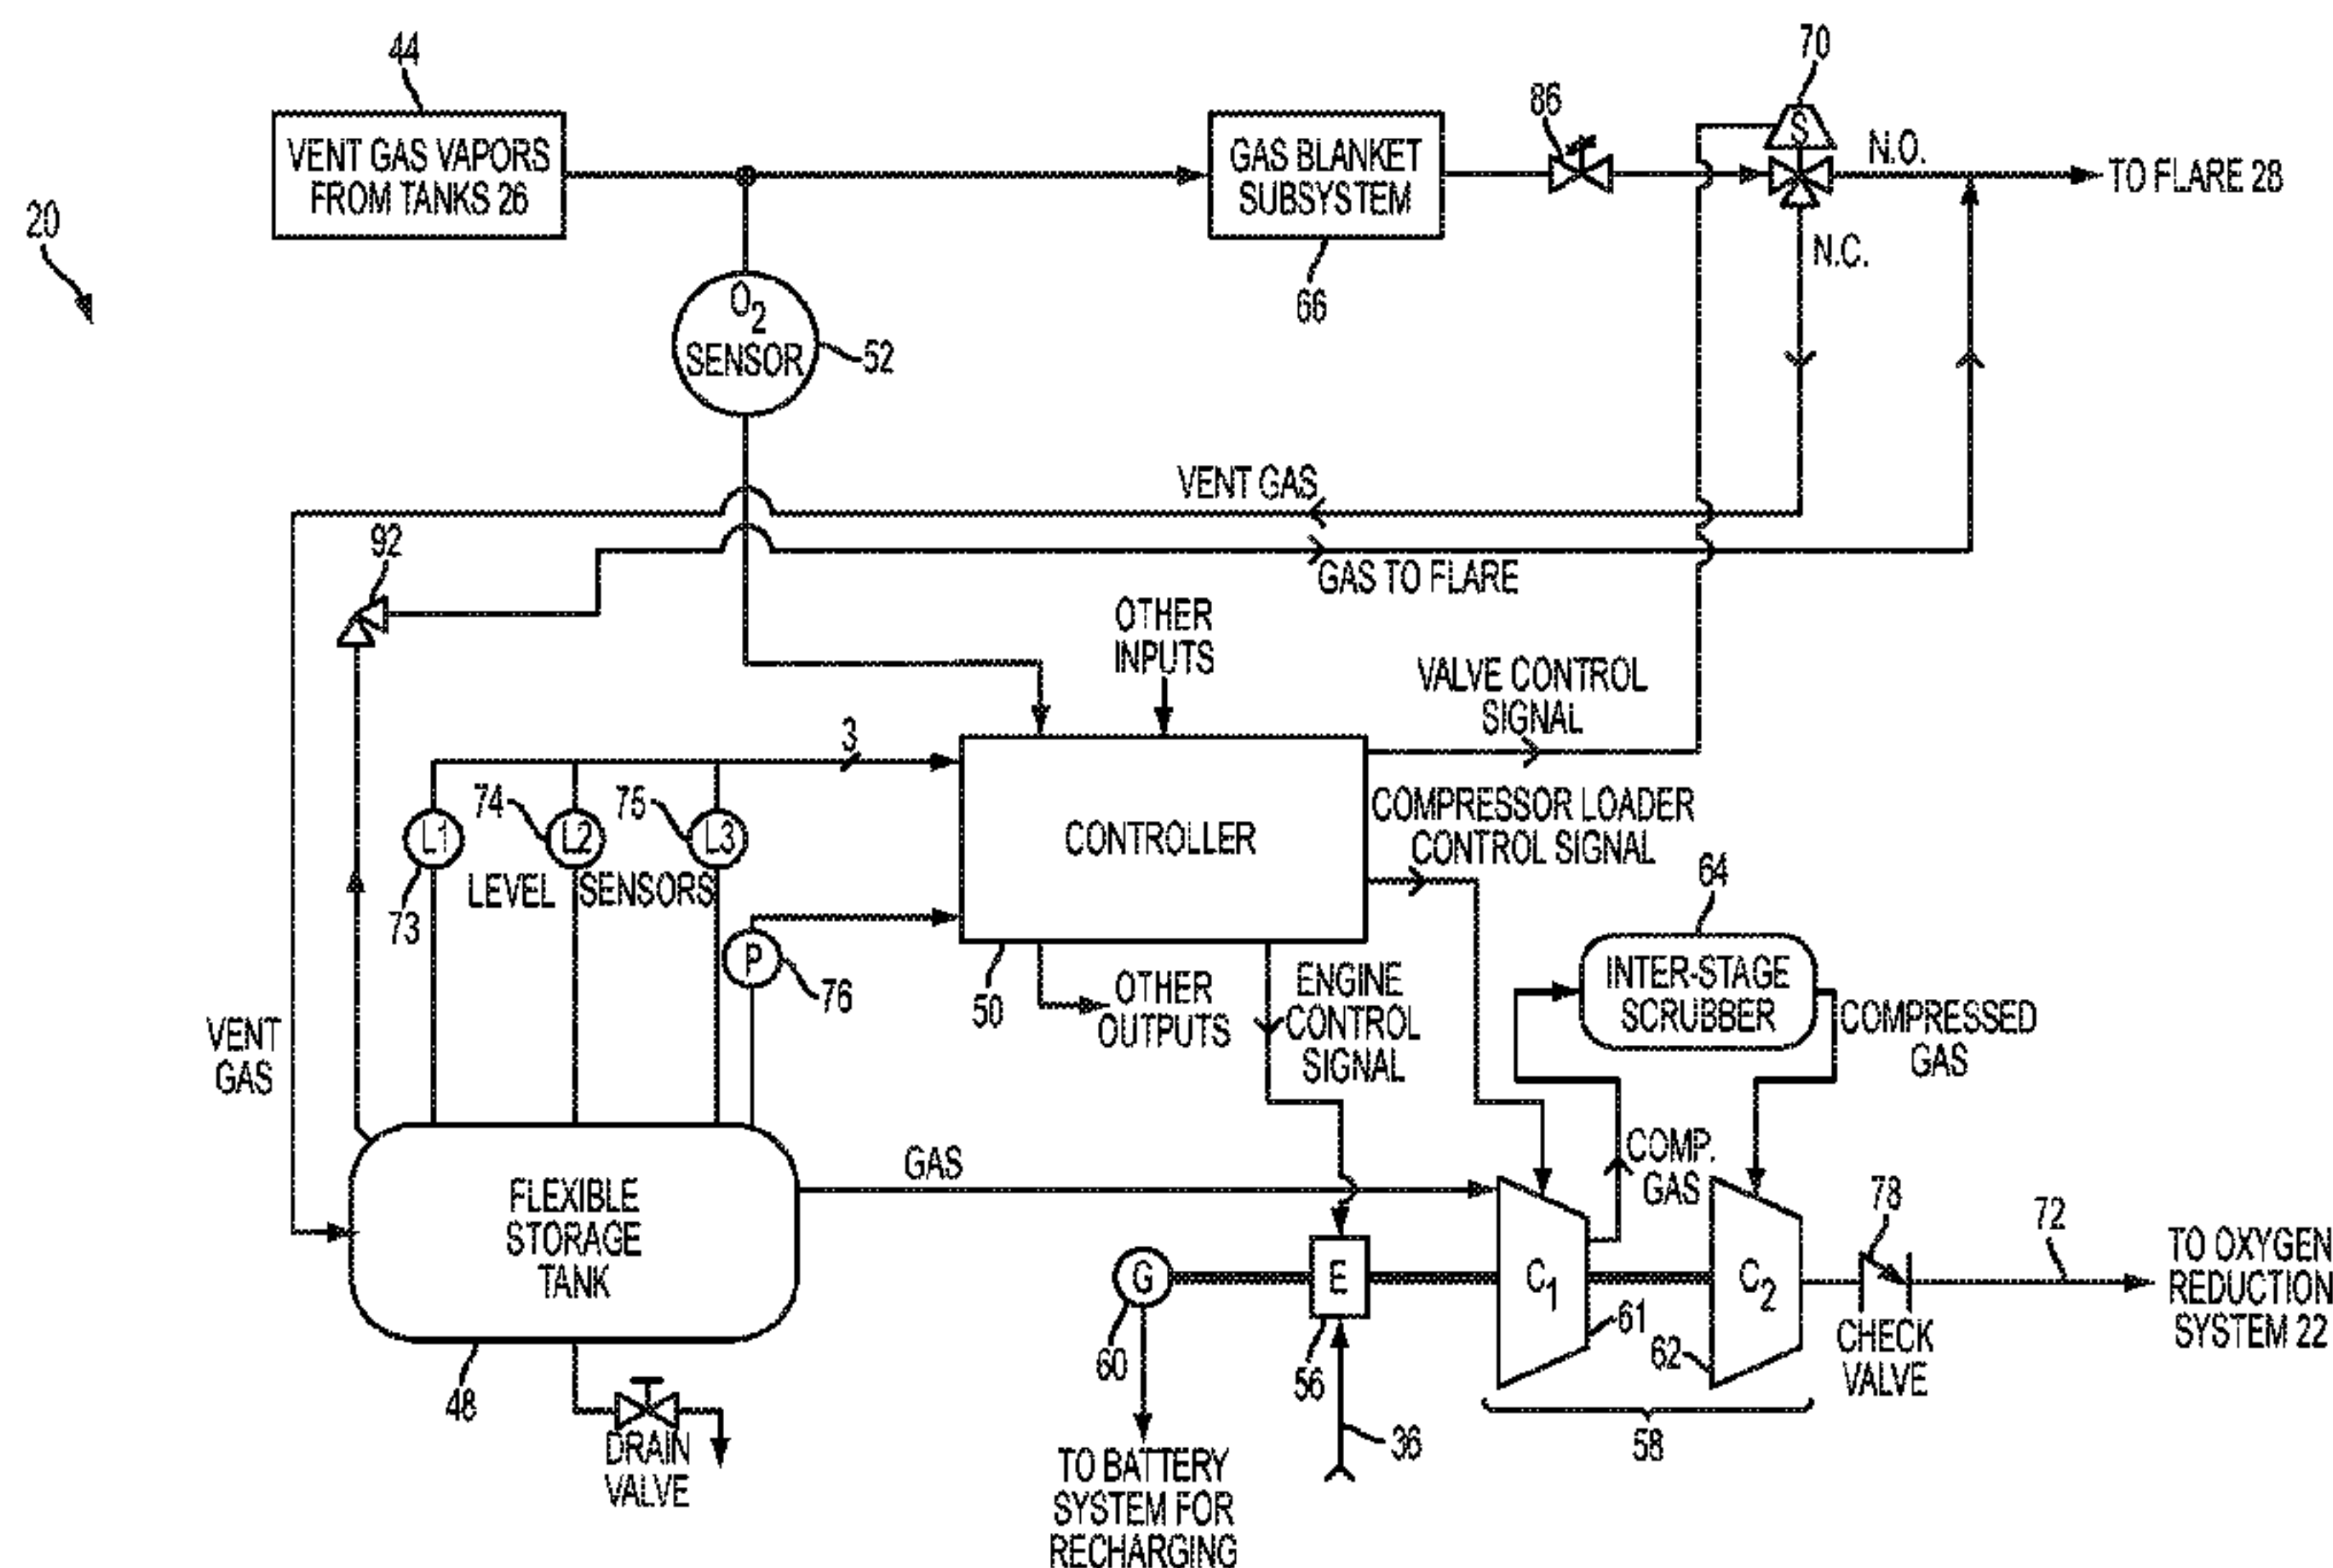 44
70
86
VENT GAS VAPORS
FROM TANKS 26
GAS BLANKET
SUBSYSTEM
S
N.O.
TO FLARE 28
20
N.C.
66
O2
SENSOR
52
VENT GAS
92
GAS TO FLARE
OTHER
INPUTS
VALVE CONTROL
SIGNAL
3
74
75
L1
L2
L3
CONTROLLER
COMPRESSOR LOADER
CONTROL SIGNAL
LEVEL SENSORS
73
64
P
76
50
OTHER
OUTPUTS
ENGINE
CONTROL
SIGNAL
INTER-STAGE
SCRUBBER
COMPRESSED
GAS
VENT
GAS
GAS
COMP.
GAS
78
72
FLEXIBLE
STORAGE
TANK
G
E
C1
C2
TO OXYGEN
REDUCTION
SYSTEM 22
61
62
CHECK
VALVE
60
56
48
36
58
DRAIN
VALVE
TO BATTERY
SYSTEM FOR
RECHARGING